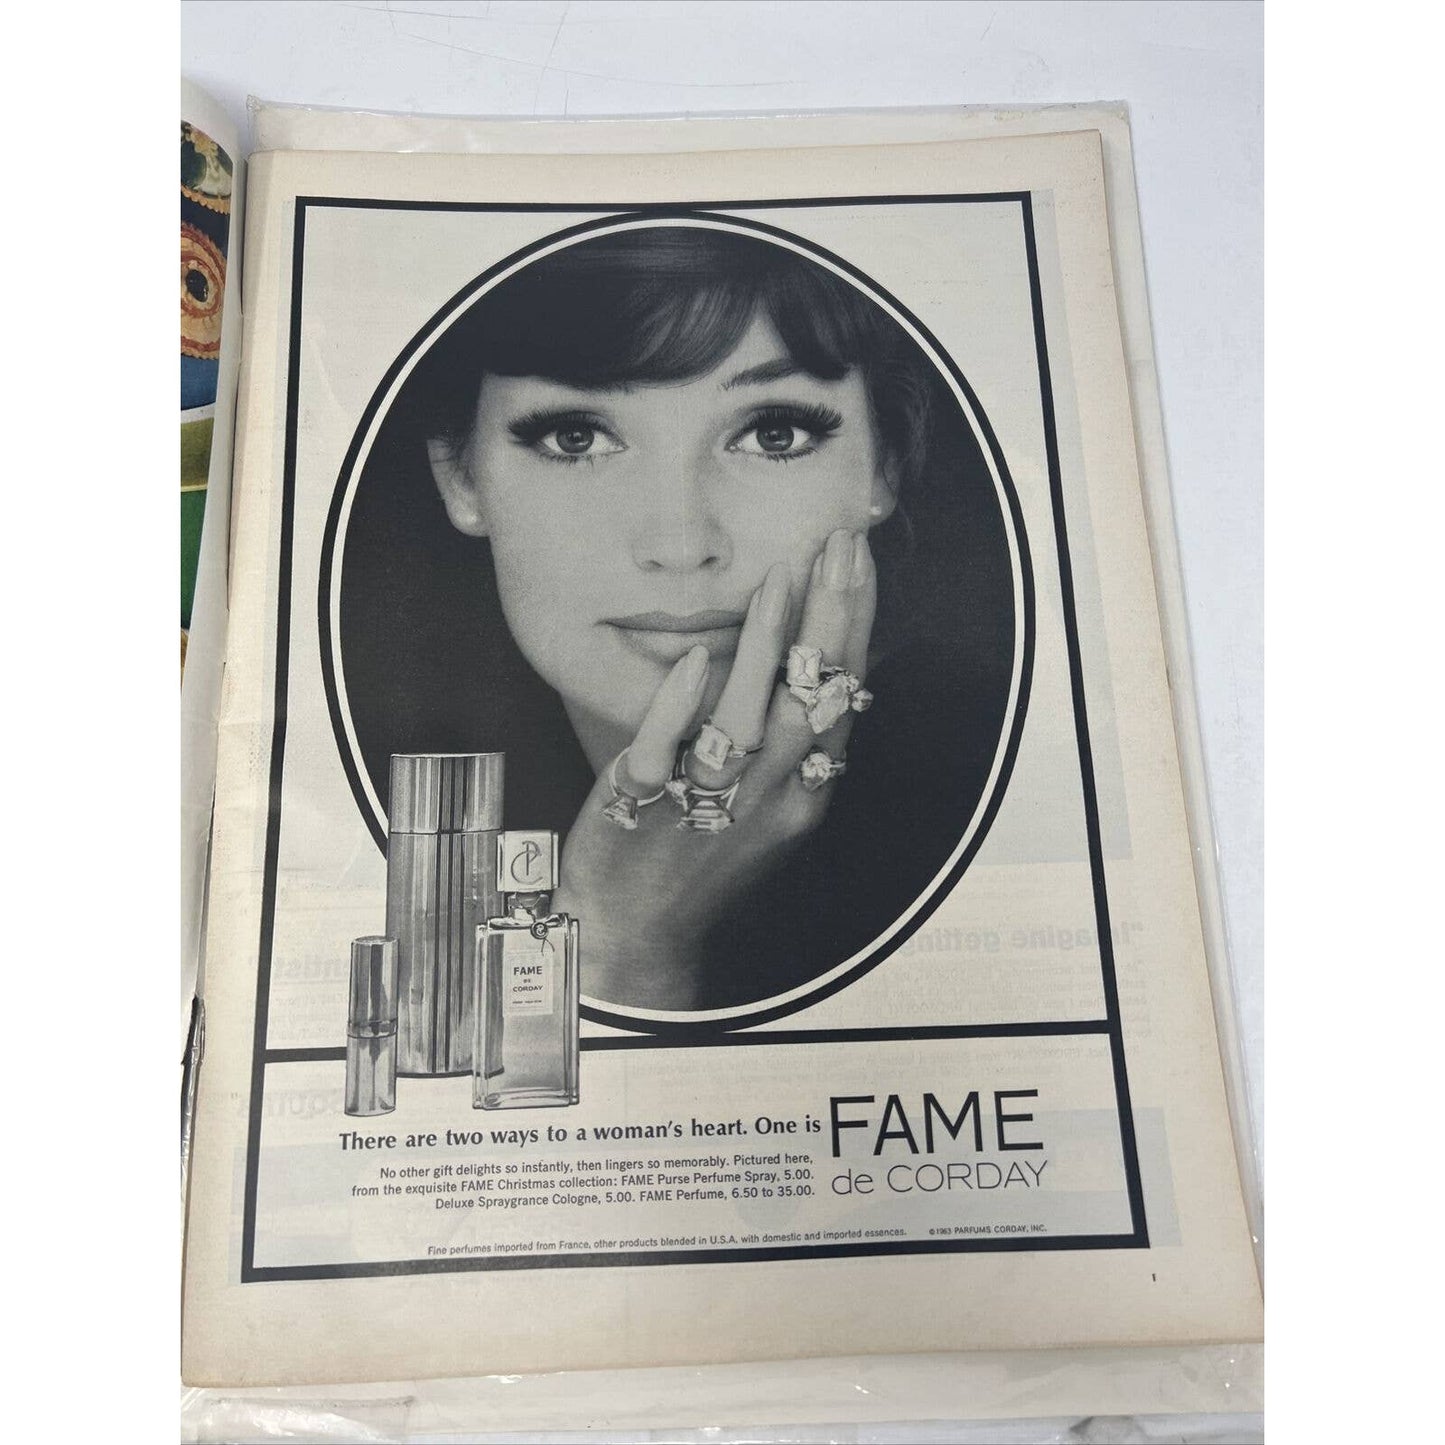 FAME
DE
CORDAY
There are two ways to a woman's heart. One is FAME
de CORDAY
No other gift delights so instantly, then lingers so memorably. Pictured here,
from the exquisite FAME Christmas collection: FAME Purse Perfume Spray, 5.00.
Deluxe Spraygrance Cologne, 5.00. FAME Perfume, 6.50 to 35.00.
Fine perfumes imported from France, other products blended in U.S.A. with domestic and imported essences. ©1963 PARFUMS CORDAY, INC.
1